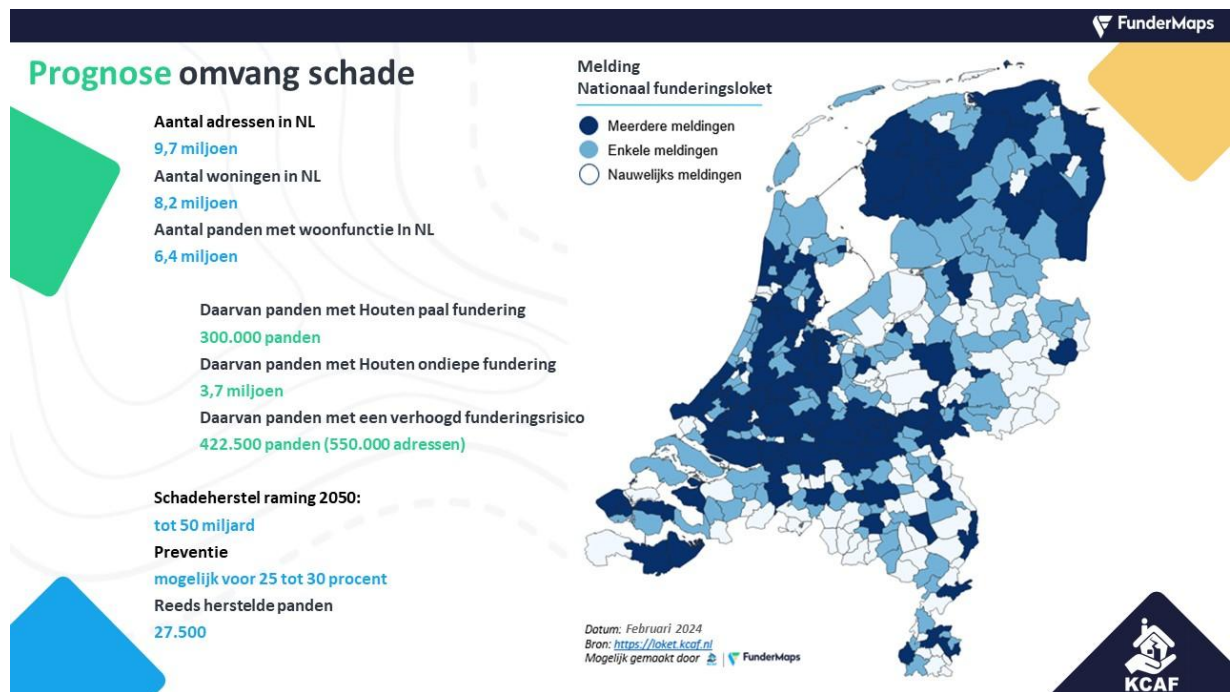 FunderMaps
Prognose omvang schade
Aantal adressen in NL
9,7 miljoen
Aantal woningen in NL
8,2 miljoen
Aantal panden met woonfunctie In NL
6,4 miljoen
Daarvan panden met Houten paal fundering
300.000 panden
Daarvan panden met Houten ondiepe fundering
3,7 miljoen
Daarvan panden met een verhoogd funderingsrisico
422.500 panden (550.000 adressen)
Schadeherstel raming 2050:
tot 50 miljard
Preventie
mogelijk voor 25 tot 30 procent
Reeds herstelde panden
27.500
Melding
Nationaal funderingsloket
Meerdere meldingen
Enkele meldingen
Nauwelijks meldingen
Datum: Februari 2024
Bron: https://loket.kcaf.nl
Mogelijk gemaakt door | FunderMaps
KCAF